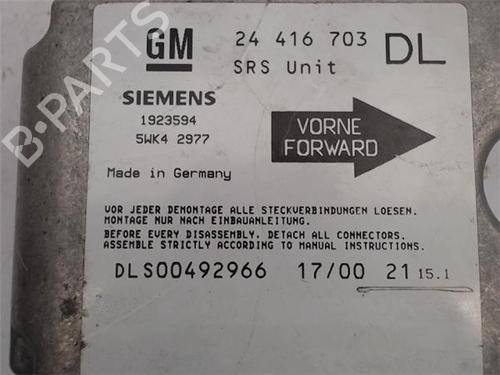 GM 24 416 703 DL
SRS Unit
SIEMENS
1923594
5WK4 2977
VORNE
FORWARD
Made in Germany
VOR JEDER DEMONTAGE ALLE STECKVERBINDUNGEN LOESEN.
MONTAGE NUR NACH EINBAUANLEITUNG.
BEFORE EVERY DISASSEMBLY, DETACH ALL CONNECTORS.
ASSEMBLE STRICTLY ACCORDING TO MANUAL INSTRUCTIONS.
DLS00492966 17/00 21 15.1
B-PARTS